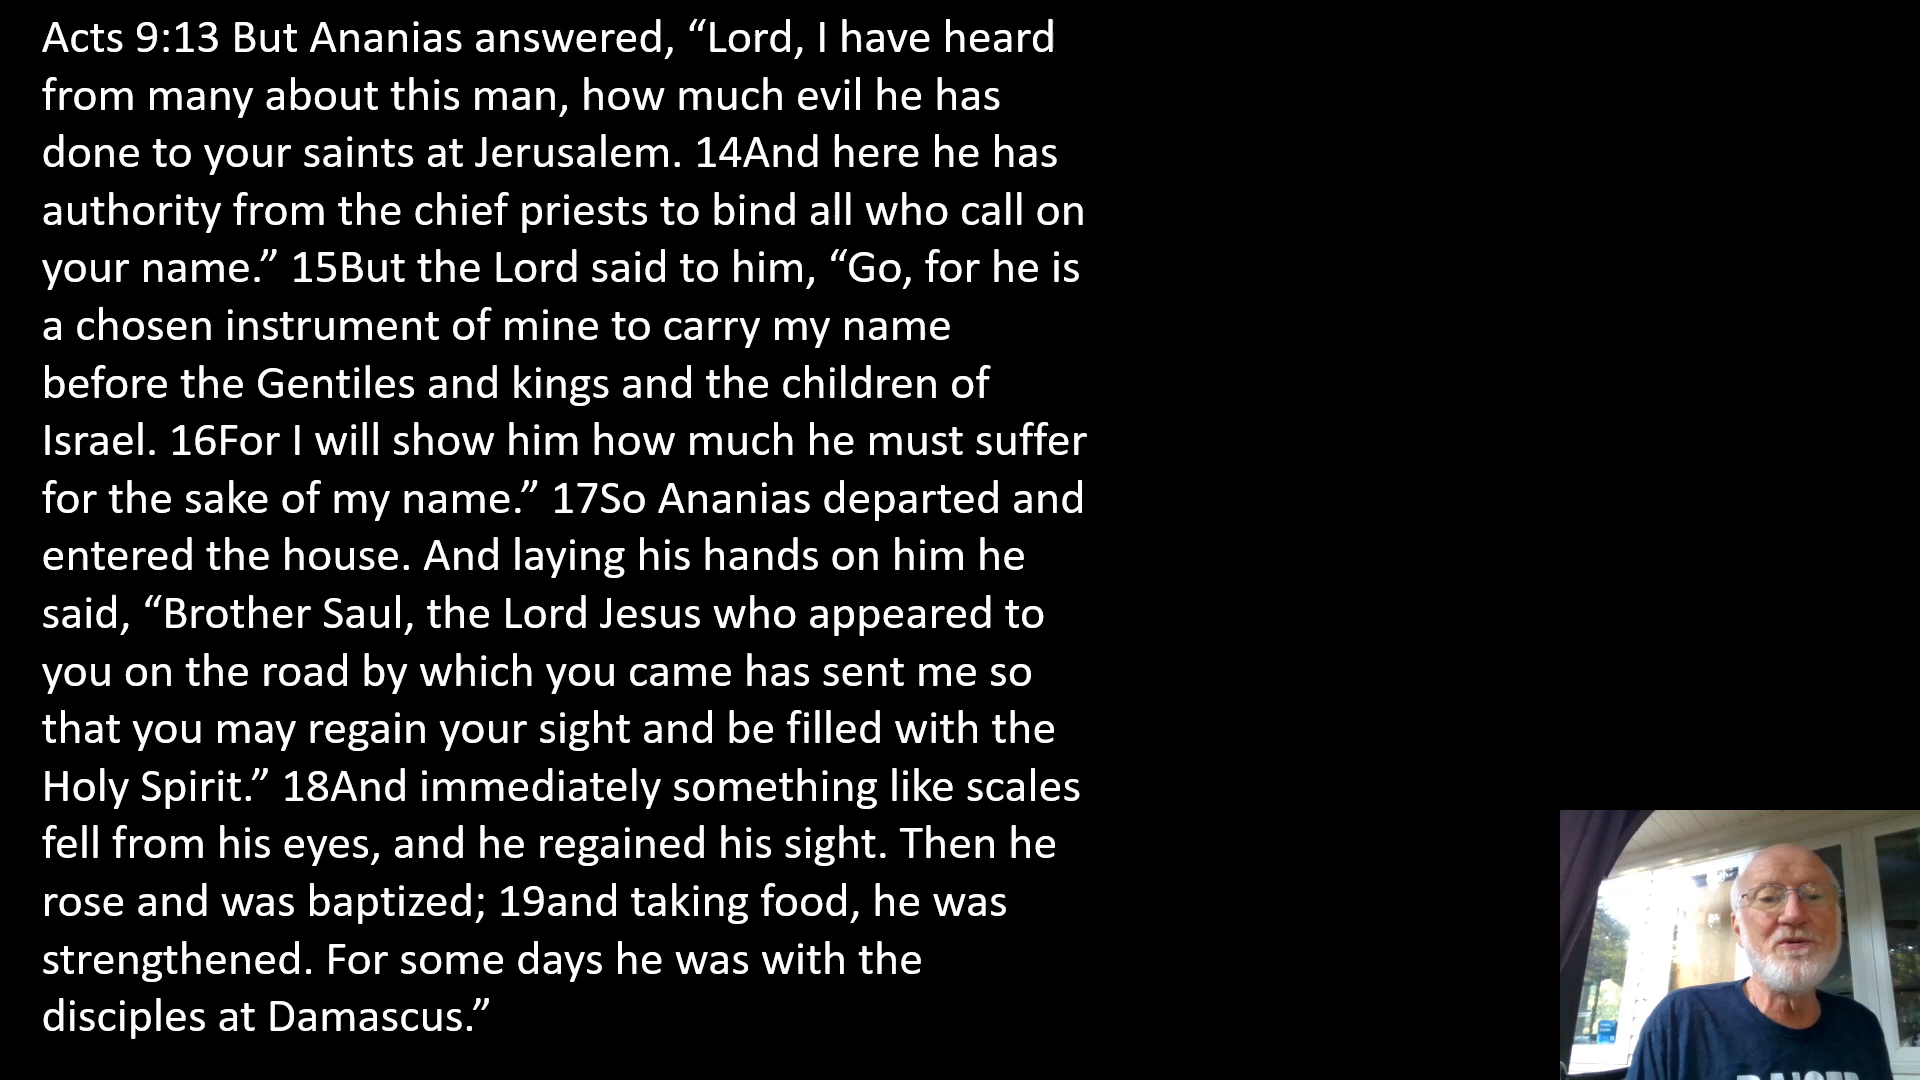 Acts 9:13 But Ananias answered, “Lord, I have heard
from many about this man, how much evil he has
done to your saints at Jerusalem. 14And here he has
authority from the chief priests to bind all who call on
your name.” 15But the Lord said to him, “Go, for he is
a chosen instrument of mine to carry my name
before the Gentiles and kings and the children of
Israel. 16For I will show him how much he must suffer
for the sake of my name.” 17So Ananias departed and
entered the house. And laying his hands on him he
said, “Brother Saul, the Lord Jesus who appeared to
you on the road by which you came has sent me so
that you may regain your sight and be filled with the
Holy Spirit.” 18And immediately something like scales
fell from his eyes, and he regained his sight. Then he
rose and was baptized; 19and taking food, he was
strengthened. For some days he was with the
disciples at Damascus.”